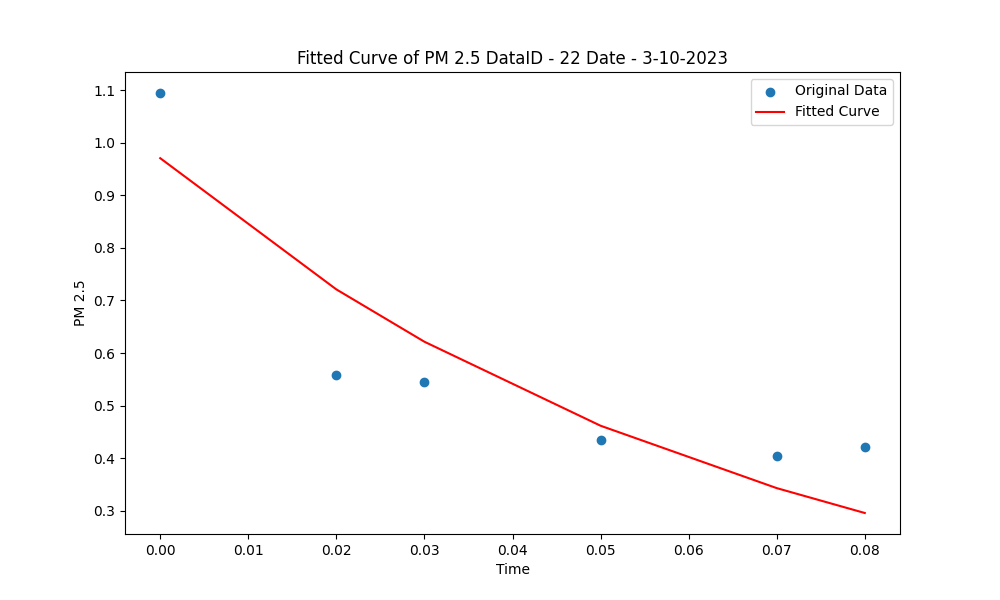 Fitted Curve of PM 2.5 DataID - 22 Date - 3-10-2023
Original Data
Fitted Curve
1.1
1.0
0.9
0.8
0.7
0.6
0.5
0.4
0.3
PM 2.5
0.00 0.01 0.02 0.03 0.04 0.05 0.06 0.07 0.08
Time